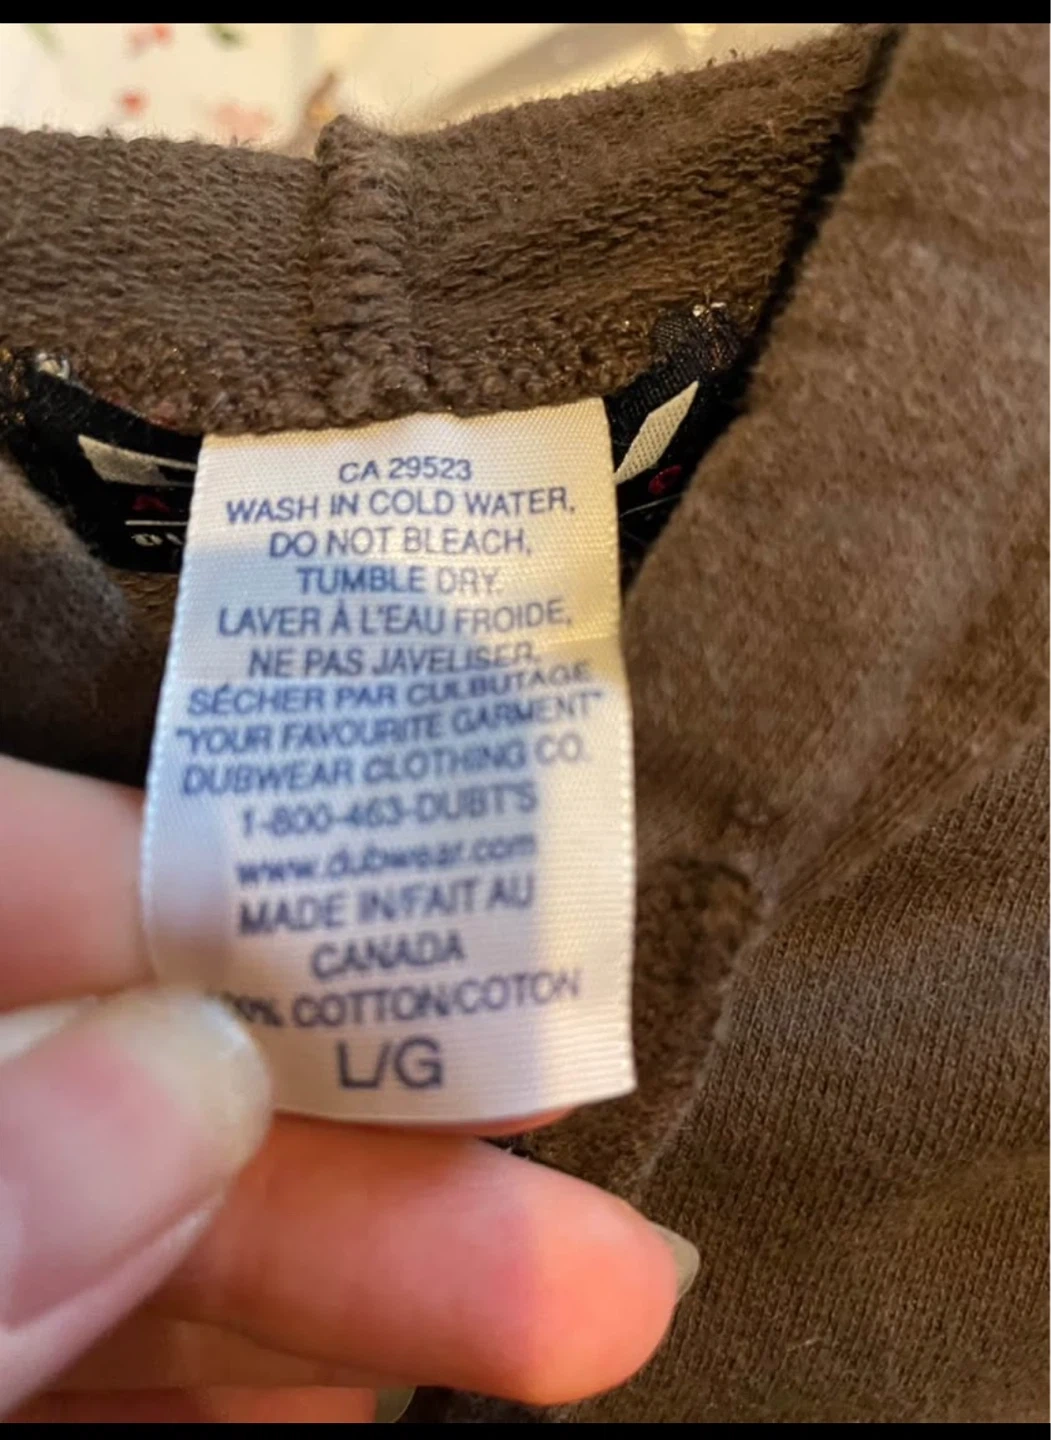 CA 29523
WASH IN COLD WATER,
DO NOT BLEACH,
TUMBLE DRY.
LAVER À L'EAU FROIDE,
NE PAS JAVELISER,
SÉCHER PAR CULBUTAGE
"YOUR FAVOURITE GARMENT"
DUBWEAR CLOTHING CO.
1-800-463-DUBT'S
www.dubwear.com
MADE IN/FAIT AU
CANADA
COTTON/COTON
L/G